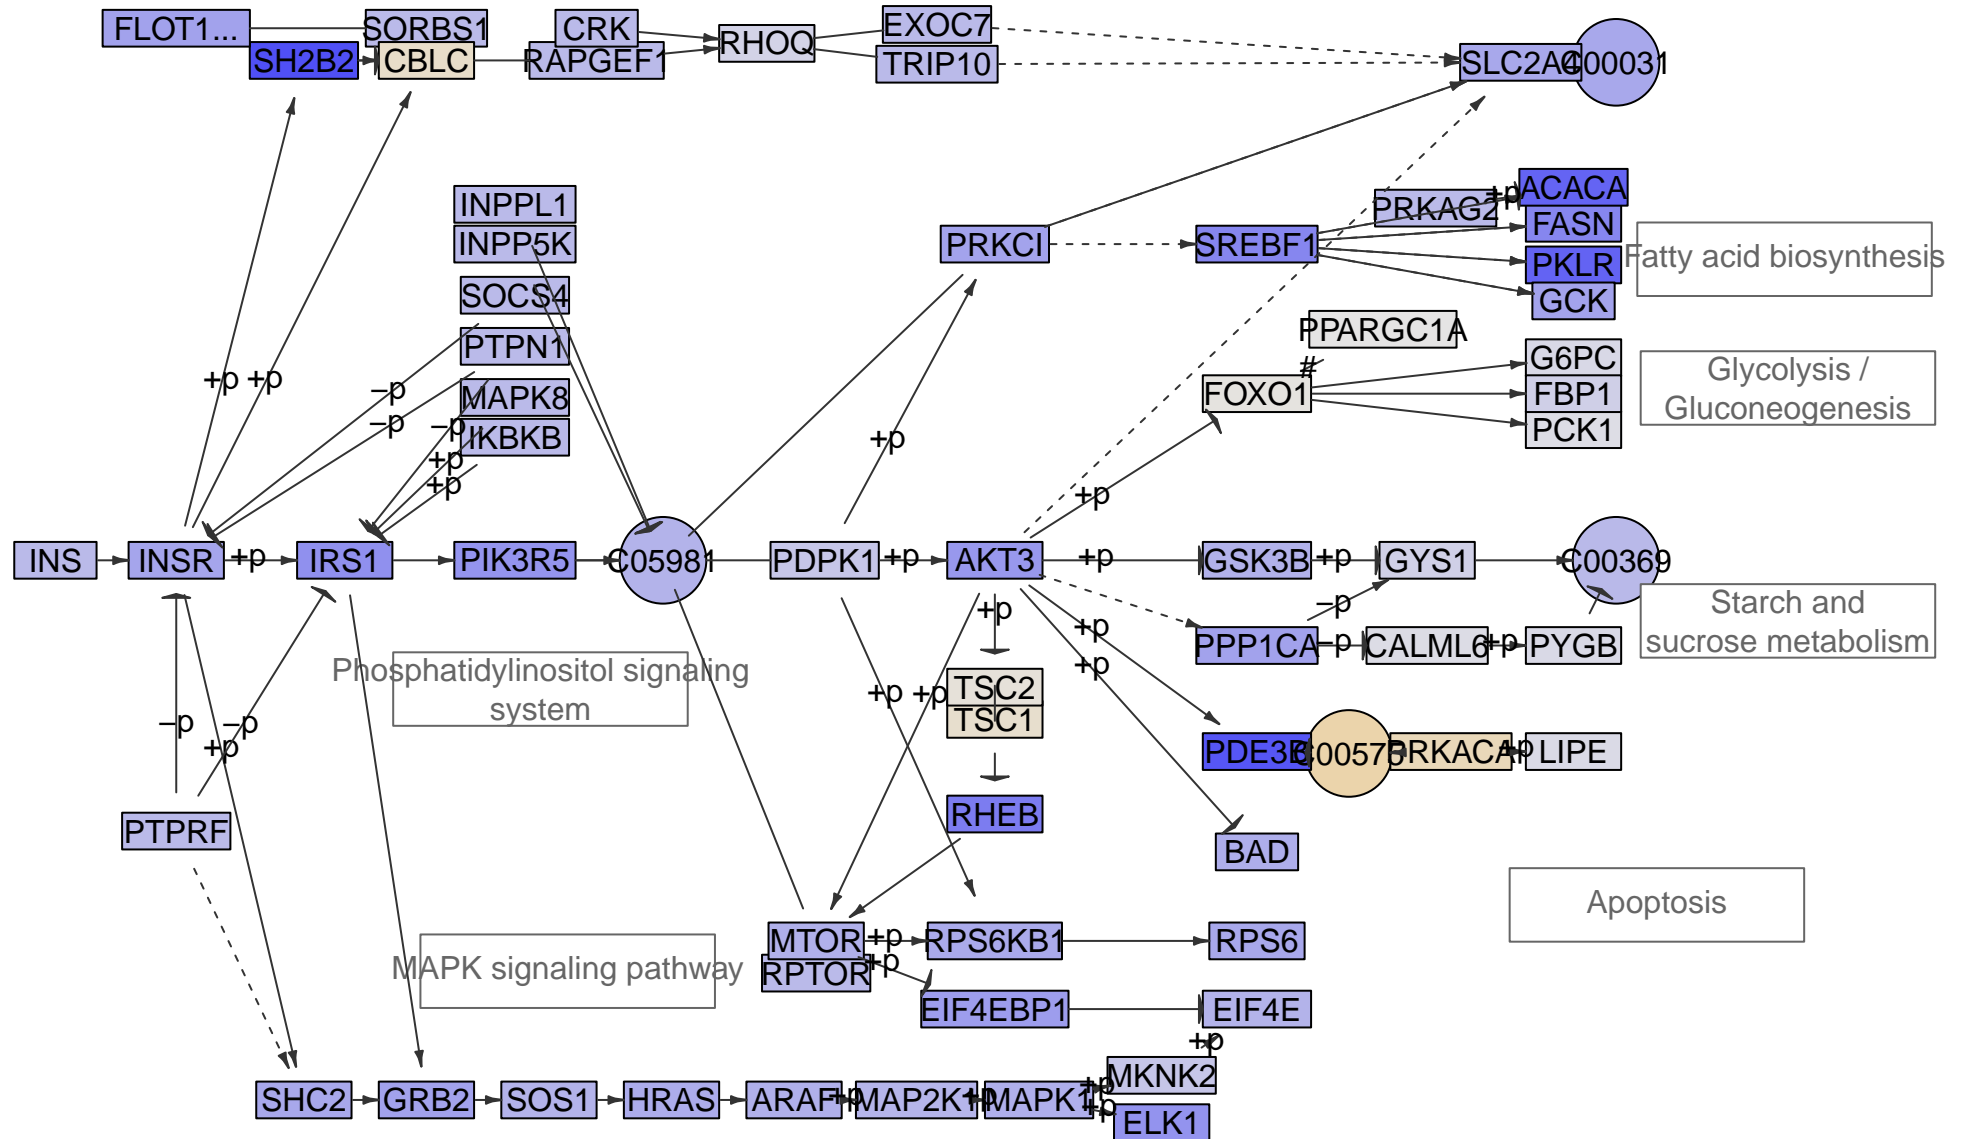 FLOT1...
SORBS1
CRK
EXOC7
RHOQ
SH2B2
CBLC
RAPGEF1
TRIP10
SLC2A4
C00031
INPPL1
INPP5K
PRKCI
SREBF1
PRKAG2
+p
ACACA
FASN
PKLR
GCK
Fatty acid biosynthesis
SOCS4
PTPN1
MAPK8
IKBKB
+p
+p
–p
–p
–p
+p
+p
+p
PPARGC1A
#
FOXO1
G6PC
FBP1
PCK1
Glycolysis /
Gluconeogenesis
+p
INS
INSR
+p
IRS1
PIK3R5
C05981
PDPK1
+p
AKT3
+p
GSK3B
+p
GYS1
C00369
+p
+p
+p
–p
PPP1CA
–p
CALML6
+p
PYGB
Starch and
sucrose metabolism
Phosphatidylinositol signaling
system
–p
–p
+p
+p
+p
TSC2
TSC1
PDE3B
C00575
PRKACA
+p
LIPE
PTPRF
RHEB
BAD
Apoptosis
MAPK signaling pathway
MTOR
+p
RPS6KB1
RPS6
RPTOR
+p
EIF4EBP1
EIF4E
+p
SHC2
GRB2
SOS1
HRAS
ARAF
+p
MAP2K1
+p
MAPK1
+p
MKNK2
+p
ELK1